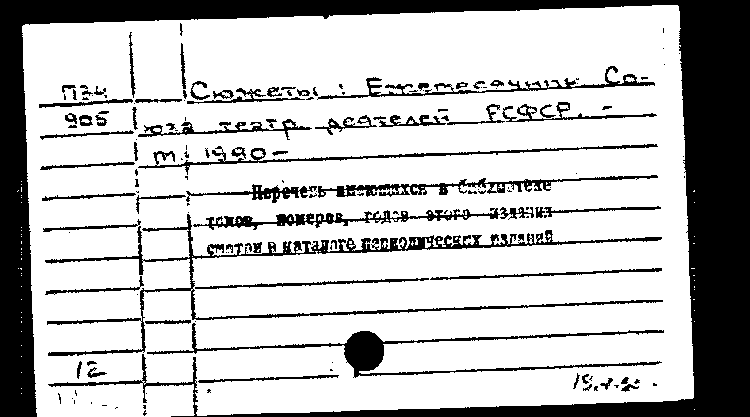 П34 Сюжеты : Ежемесячник Со-
905 юза театр. деятелей РСФСР. –
М. 1990–
Перечень имеющихся в библиотеке
томов, номеров, годов этого издания
смотри в каталоге периодических изданий
12